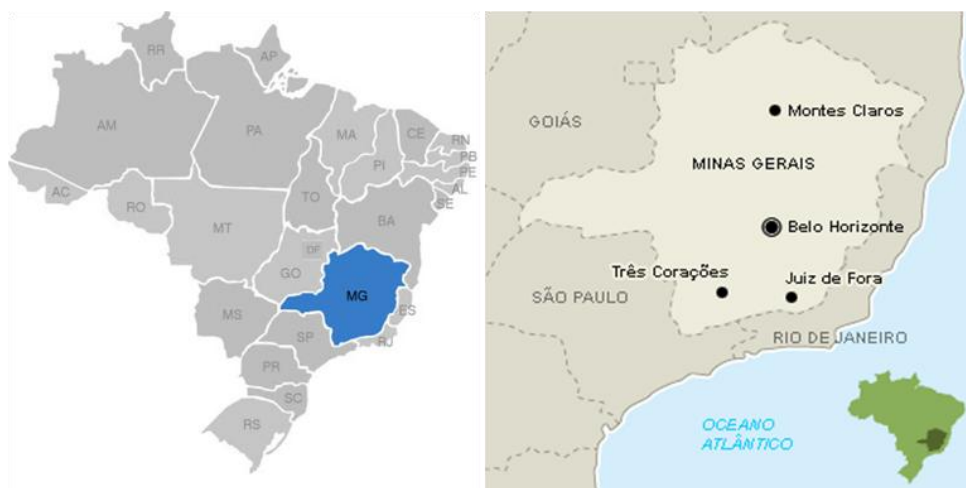 RR
AP
AM
PA
MA
CE
RN
PB
PE
AL
SE
PI
AC
RO
TO
BA
MT
DF
GO
MG
ES
MS
SP
RJ
PR
SC
RS
GOIÁS
Montes Claros
MINAS GERAIS
Belo Horizonte
Três Corações
Juiz de Fora
SÃO PAULO
RIO DE JANEIRO
OCEANO
ATLÂNTICO